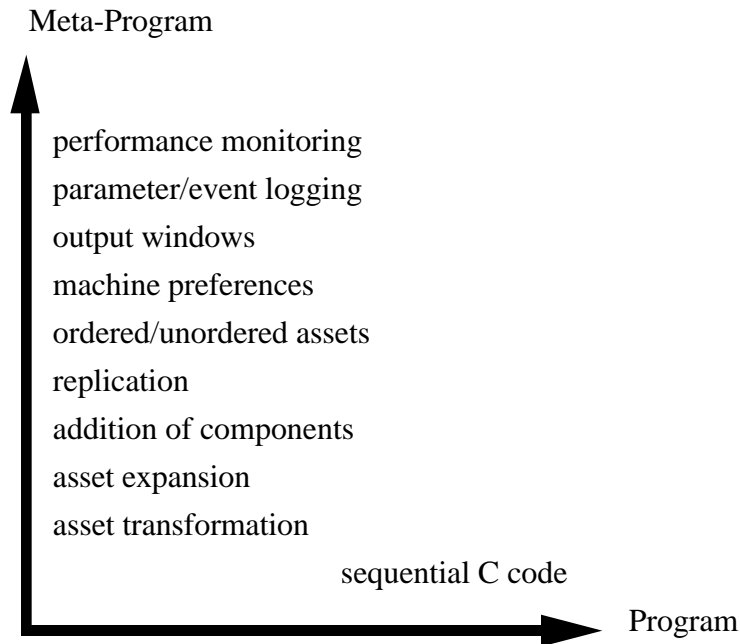 Meta-Program
performance monitoring
parameter/event logging
output windows
machine preferences
ordered/unordered assets
replication
addition of components
asset expansion
asset transformation
sequential C code
Program